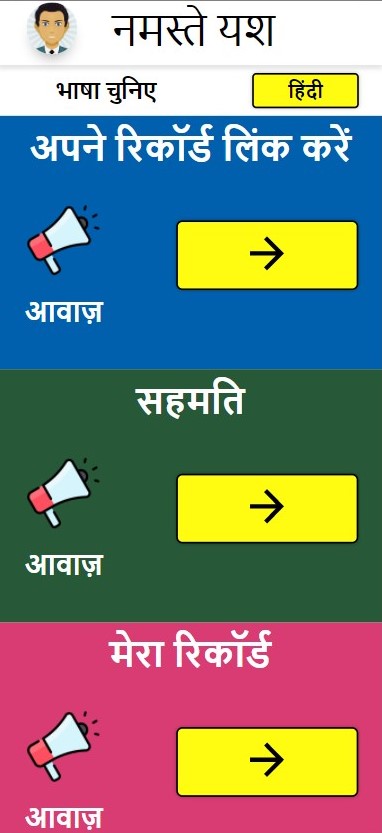 नमस्ते यश
भाषा चुनिए हिंदी
अपने रिकॉर्ड लिंक करें
आवाज़
सहमति
आवाज़
मेरा रिकॉर्ड
आवाज़